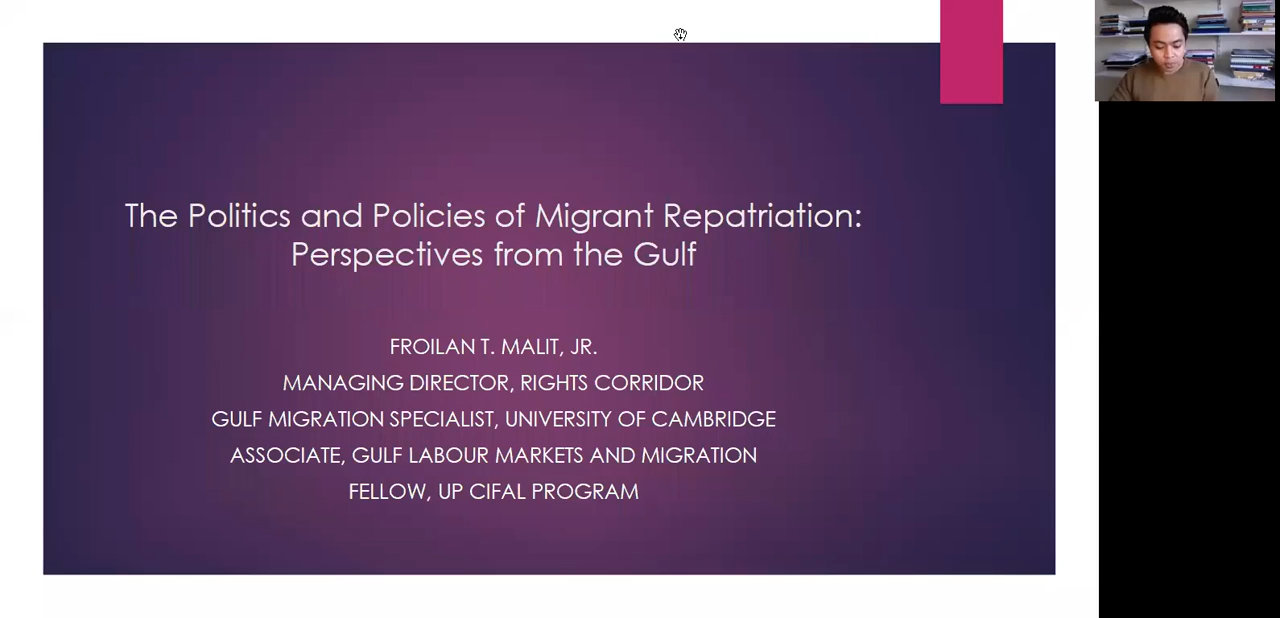 The Politics and Policies of Migrant Repatriation:
Perspectives from the Gulf
FROILAN T. MALIT, JR.
MANAGING DIRECTOR, RIGHTS CORRIDOR
GULF MIGRATION SPECIALIST, UNIVERSITY OF CAMBRIDGE
ASSOCIATE, GULF LABOUR MARKETS AND MIGRATION
FELLOW, UP CIFAL PROGRAM